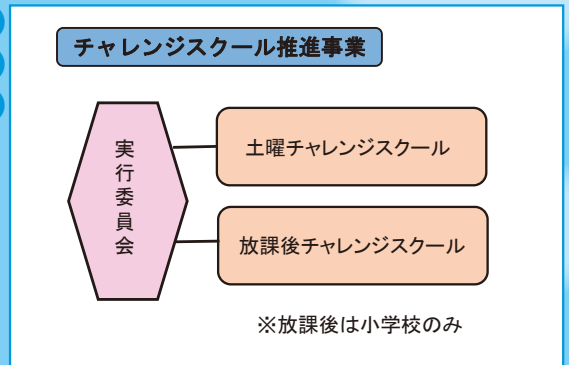 チャレンジスクール推進事業
実行委員会
土曜チャレンジスクール
放課後チャレンジスクール
※放課後は小学校のみ